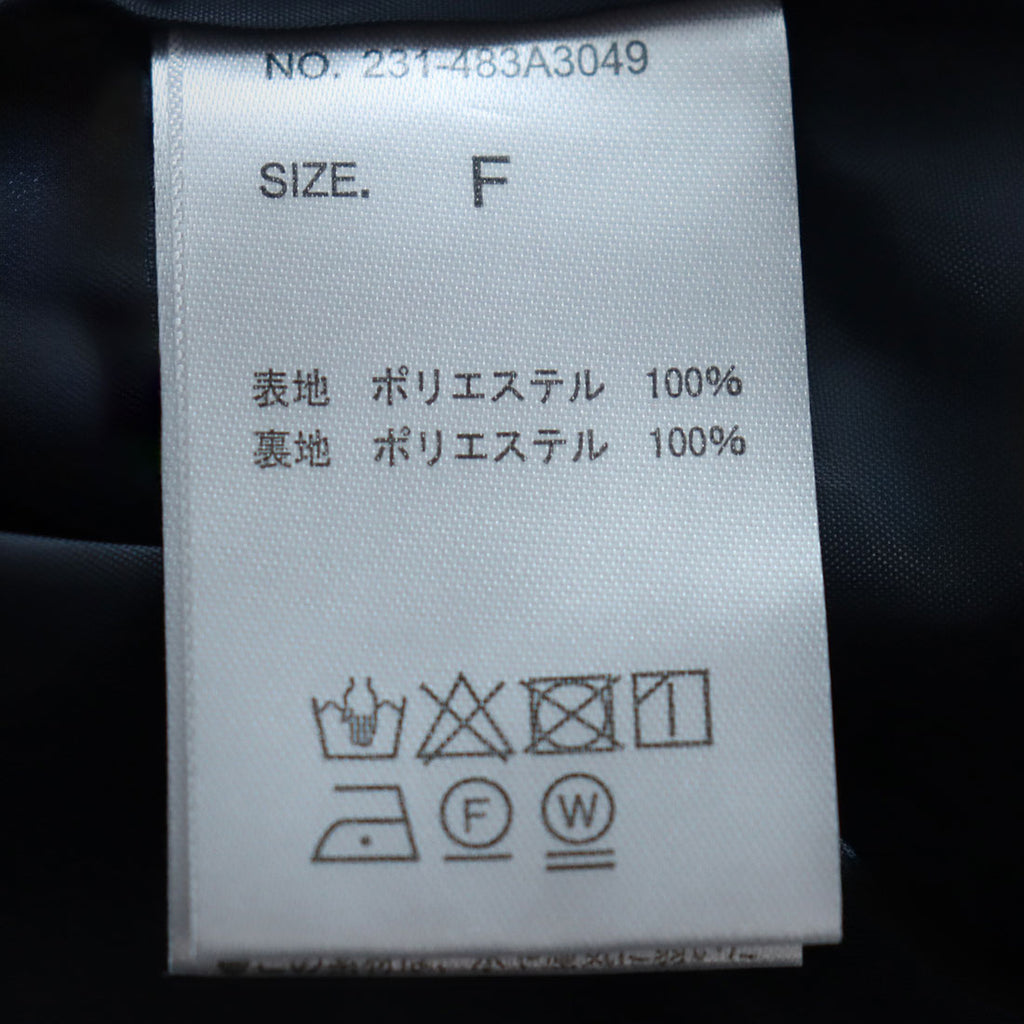 NO. 231-483A3049
SIZE. F
表地 ポリエステル 100%
裏地 ポリエステル 100%
F
W